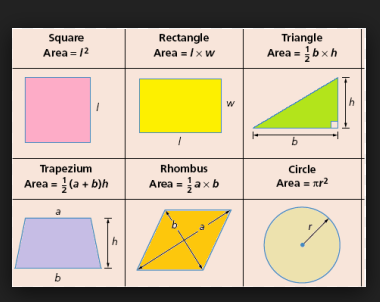 Square Rectangle Triangle
Area = l² Area = l × w Area = ½ b × h
l w h
l b
Trapezium Rhombus Circle
Area = ½ (a + b)h Area = ½ a × b Area = πr2
a b a r
h
b